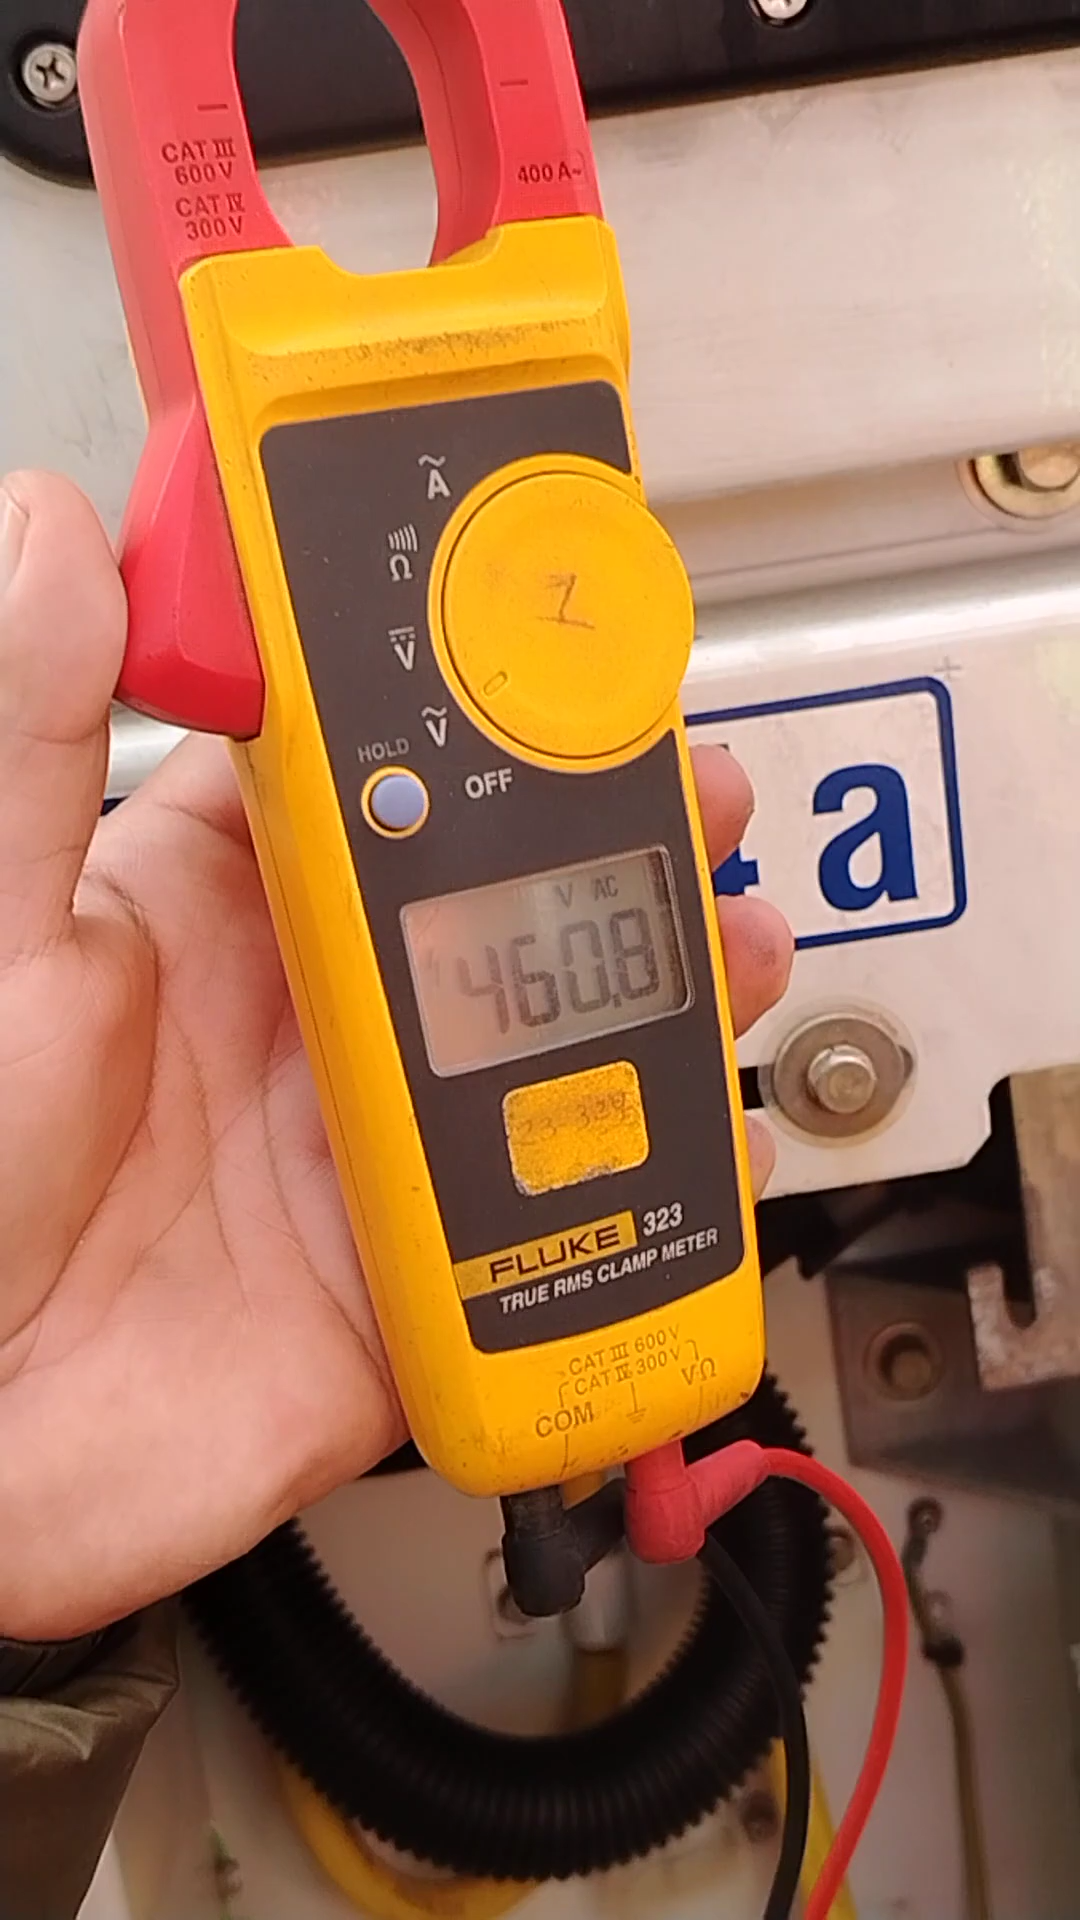 CAT III
600 V
CAT IV
300 V
400 A~
A
Ω
V
V
HOLD
OFF
1
a
V AC
460.8
FLUKE 323
TRUE RMS CLAMP METER
CAT III 600 V
CAT IV 300 V
COM
VΩ